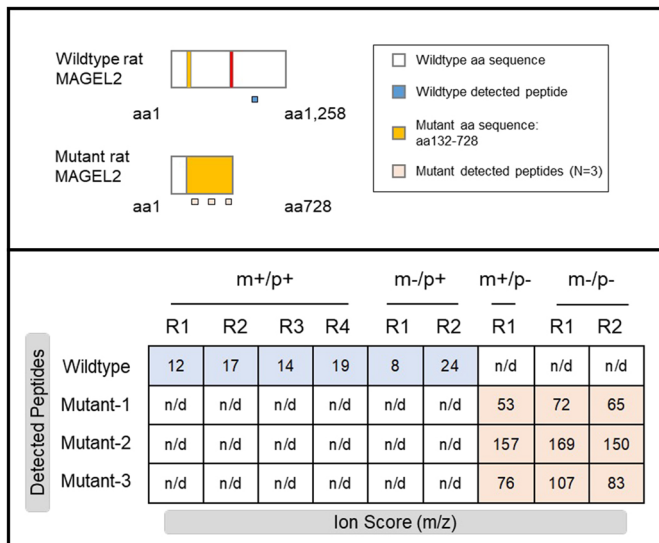 Wildtype rat
MAGEL2
aa1
aa1,258
Mutant rat
MAGEL2
aa1
aa728
Wildtype aa sequence
Wildtype detected peptide
Mutant aa sequence:
aa132-728
Mutant detected peptides (N=3)
m+/p+ m-/p+ m+/p- m-/p-
R1 R2 R3 R4 R1 R2 R1 R1 R2
Detected Peptides
Wildtype 12 17 14 19 8 24 n/d n/d n/d
Mutant-1 n/d n/d n/d n/d n/d n/d 53 72 65
Mutant-2 n/d n/d n/d n/d n/d n/d 157 169 150
Mutant-3 n/d n/d n/d n/d n/d n/d 76 107 83
Ion Score (m/z)